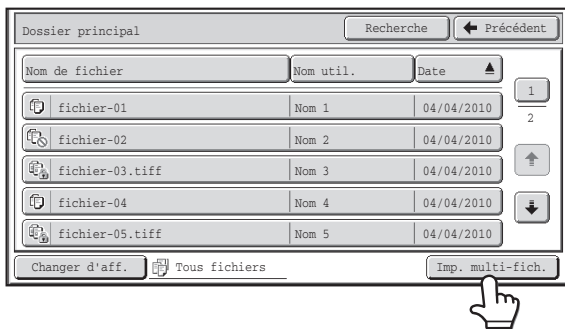 Dossier principal Recherche Précédent
Nom de fichier Nom util. Date
fichier-01 Nom 1 04/04/2010
fichier-02 Nom 2 04/04/2010
fichier-03.tiff Nom 3 04/04/2010
fichier-04 Nom 4 04/04/2010
fichier-05.tiff Nom 5 04/04/2010
1
2
Changer d'aff. Tous fichiers Imp. multi-fich.